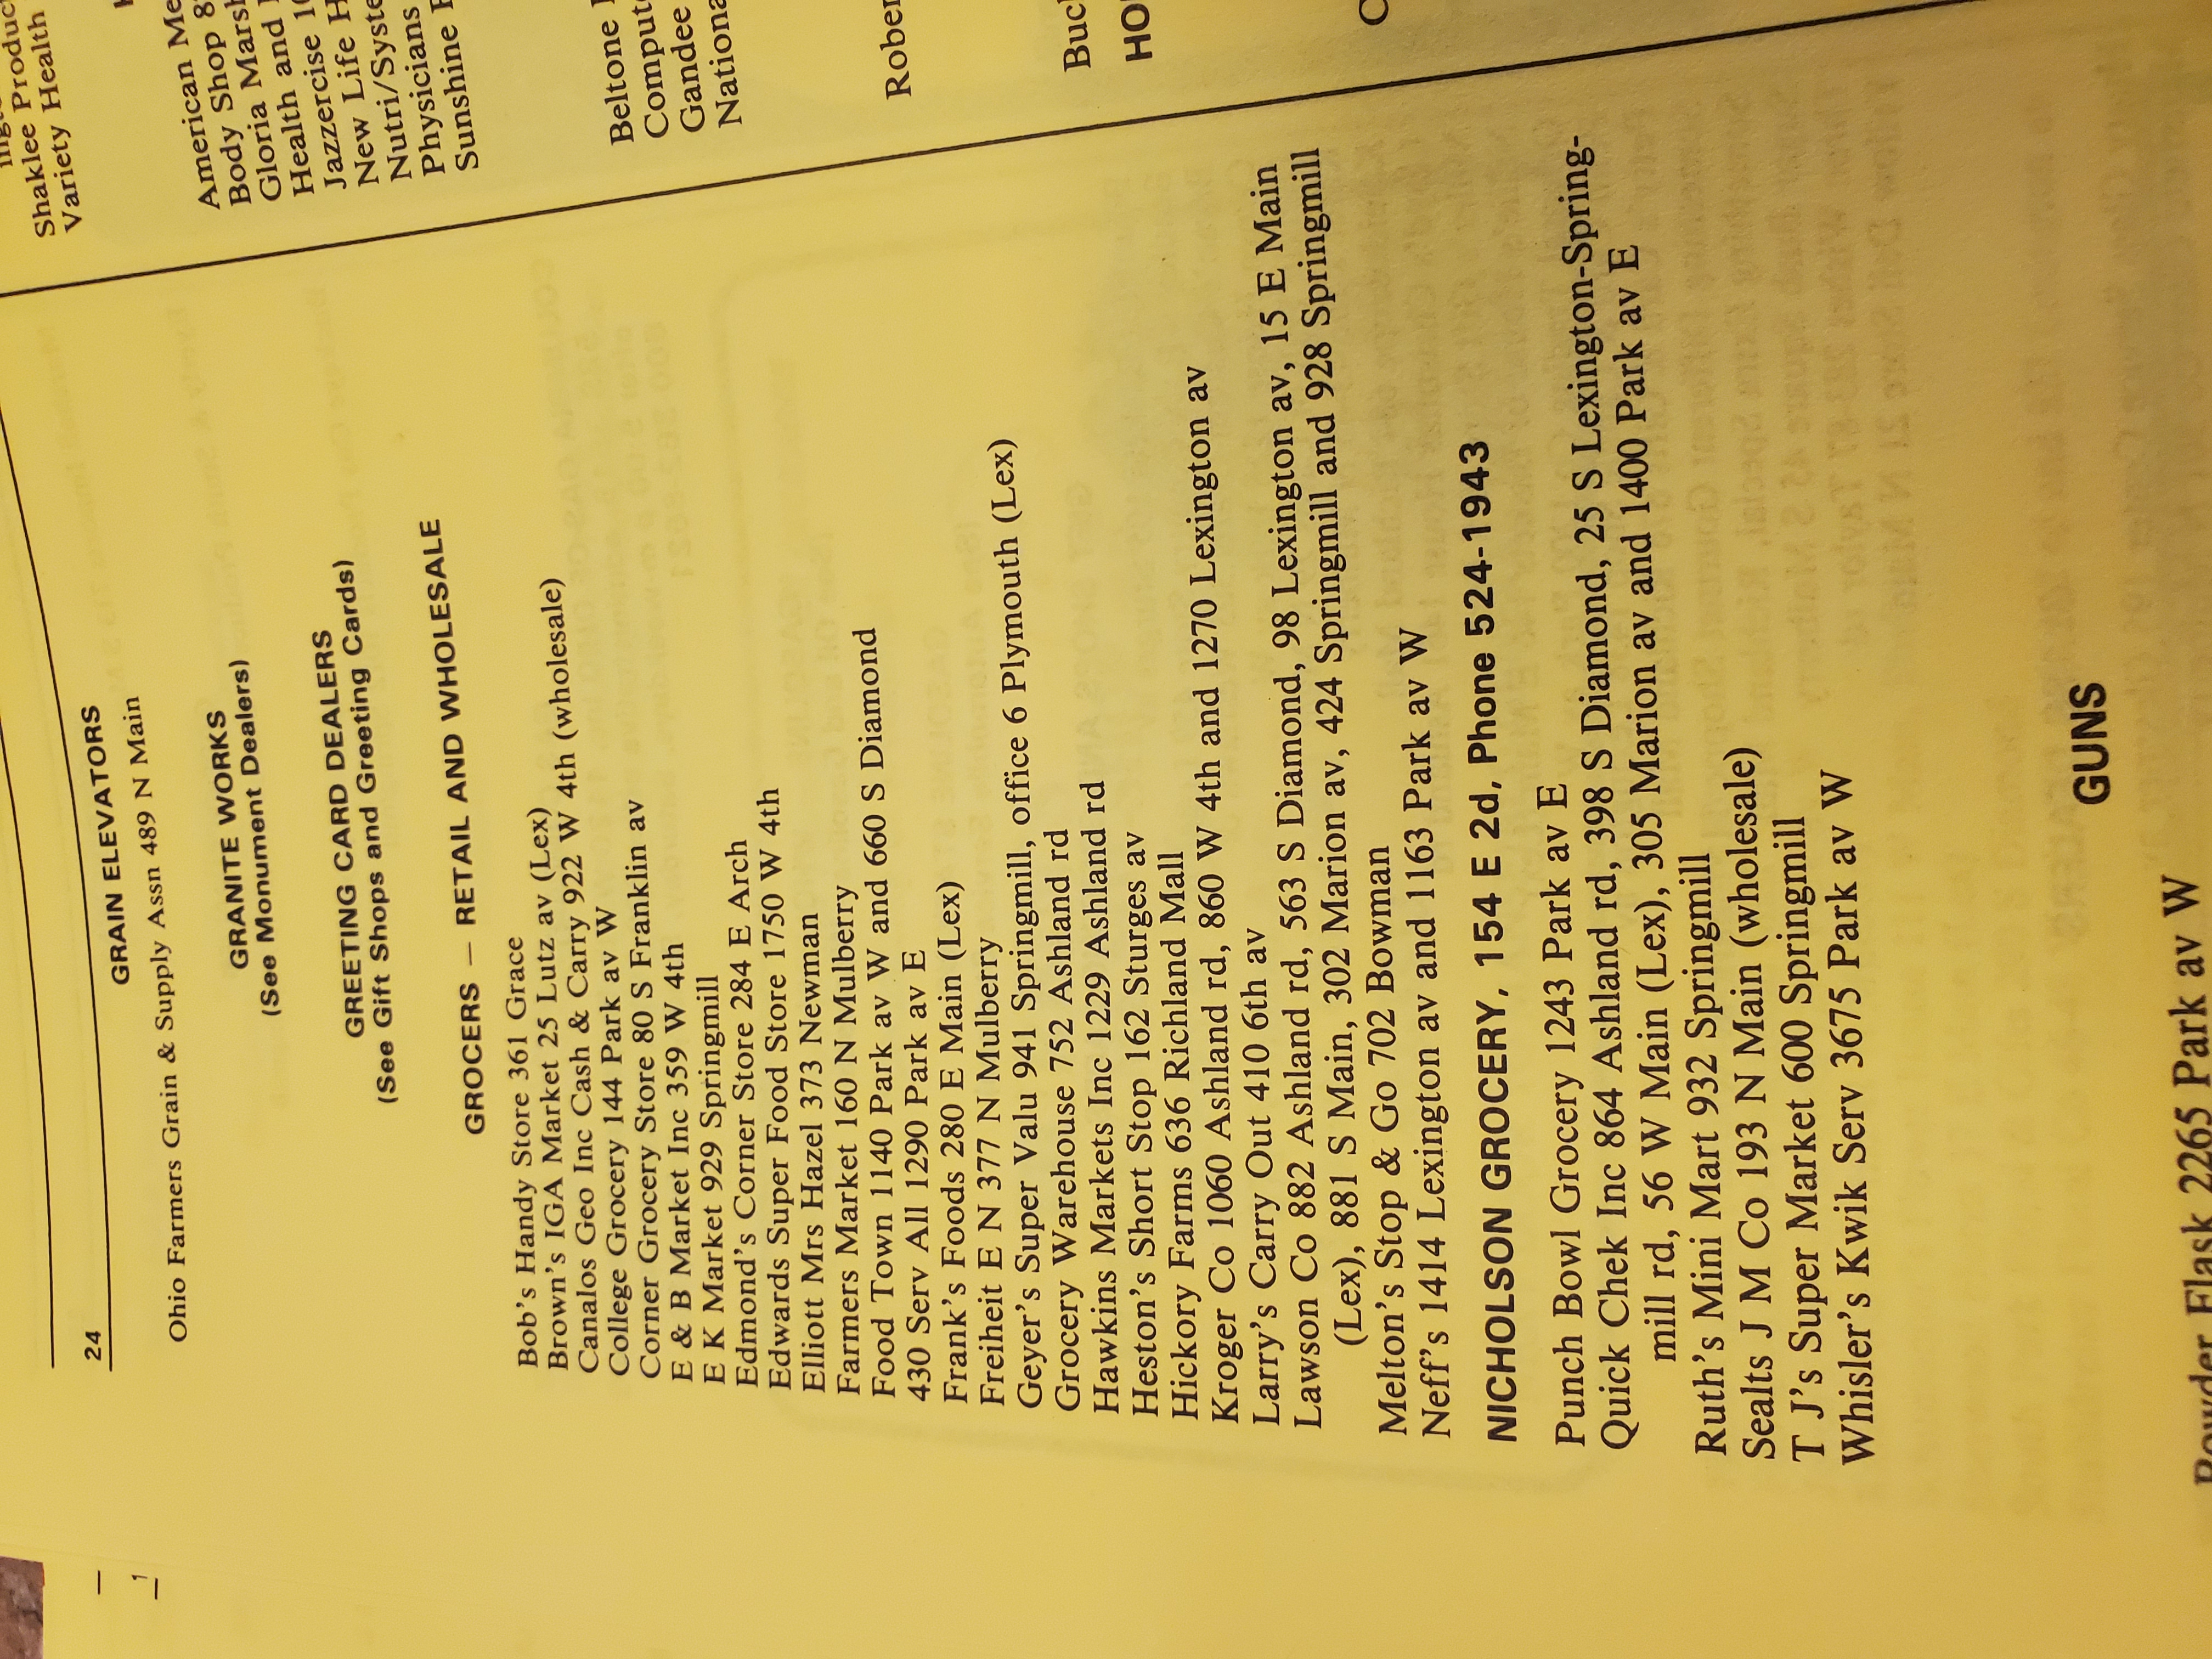 24
GRAIN ELEVATORS
Ohio Farmers Grain & Supply Assn 489 N Main
GRANITE WORKS
(See Monument Dealers)
GREETING CARD DEALERS
(See Gift Shops and Greeting Cards)
GROCERS — RETAIL AND WHOLESALE
Bob's Handy Store 361 Grace
Brown's IGA Market 25 Lutz av (Lex)
Canalos Geo Inc Cash & Carry 922 W 4th (wholesale)
College Grocery 144 Park av W
Corner Grocery Store 80 S Franklin av
E & B Market Inc 359 W 4th
E K Market 929 Springmill
Edmond's Corner Store 284 E Arch
Edwards Super Food Store 1750 W 4th
Elliott Mrs Hazel 373 Newman
Farmers Market 160 N Mulberry
Food Town 1140 Park av W and 660 S Diamond
430 Serv All 1290 Park av E
Frank's Foods 280 E Main (Lex)
Freiheit E N 377 N Mulberry
Geyer's Super Valu 941 Springmill, office 6 Plymouth (Lex)
Grocery Warehouse 752 Ashland rd
Hawkins Markets Inc 1229 Ashland rd
Heston's Short Stop 162 Sturges av
Hickory Farms 636 Richland Mall
Kroger Co 1060 Ashland rd, 860 W 4th and 1270 Lexington av
Larry's Carry Out 410 6th av
Lawson Co 882 Ashland rd, 563 S Diamond, 98 Lexington av, 15 E Main
(Lex), 881 S Main, 302 Marion av, 424 Springmill and 928 Springmill
Melton's Stop & Go 702 Bowman
Neff's 1414 Lexington av and 1163 Park av W
NICHOLSON GROCERY, 154 E 2d, Phone 524-1943
Punch Bowl Grocery 1243 Park av E
Quick Chek Inc 864 Ashland rd, 398 S Diamond, 25 S Lexington-Spring-
mill rd, 56 W Main (Lex), 305 Marion av and 1400 Park av E
Ruth's Mini Mart 932 Springmill
Sealts J M Co 193 N Main (wholesale)
T J's Super Market 600 Springmill
Whisler's Kwik Serv 3675 Park av W
GUNS
Powder Flask 2265 Park av W
Shaklee Produc
Variety Health
American Me
Body Shop 8
Gloria Marsh
Health and
Jazzercise 10
New Life H
Nutri/Syste
Physicians
Sunshine
Beltone
Comput
Gandee
Nationa
Rober
Buc
HO